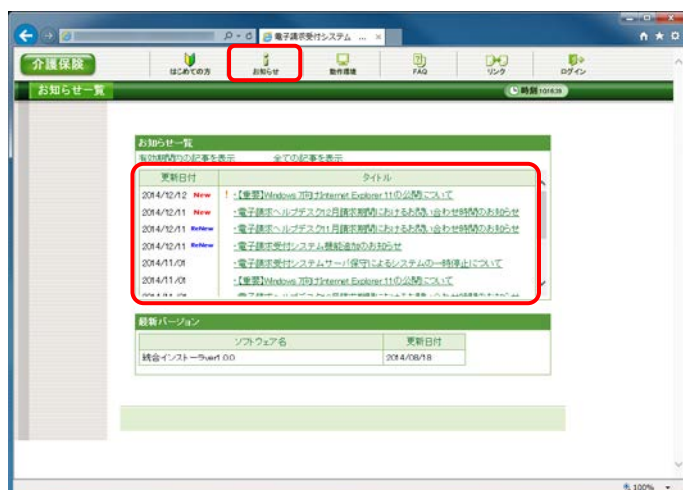 電子請求受付システム ...
介護保険
はじめての方
お知らせ
動作環境
FAQ
リンク
ログイン
お知らせ一覧
時刻
お知らせ一覧
有効期間内の記事を表示 全ての記事を表示
更新日付 タイトル
2014/12/12 New ! ・【重要】Windows 7向けInternet Explorer 11の公開について
2014/12/11 New ・電子請求ヘルプデスク12月請求期間におけるお問い合わせ時間のお知らせ
2014/12/11 ReNew ・電子請求ヘルプデスク11月請求期間におけるお問い合わせ時間のお知らせ
2014/12/11 ReNew ・電子請求受付システム機能追加のお知らせ
2014/11/01 ・電子請求受付システムサーバ保守によるシステムの一時停止について
2014/11/01 ・【重要】Windows 7向けInternet Explorer 11の公開について
最新バージョン
ソフトウェア名 更新日付
統合インストーラver1.0.0 2014/08/18
100%